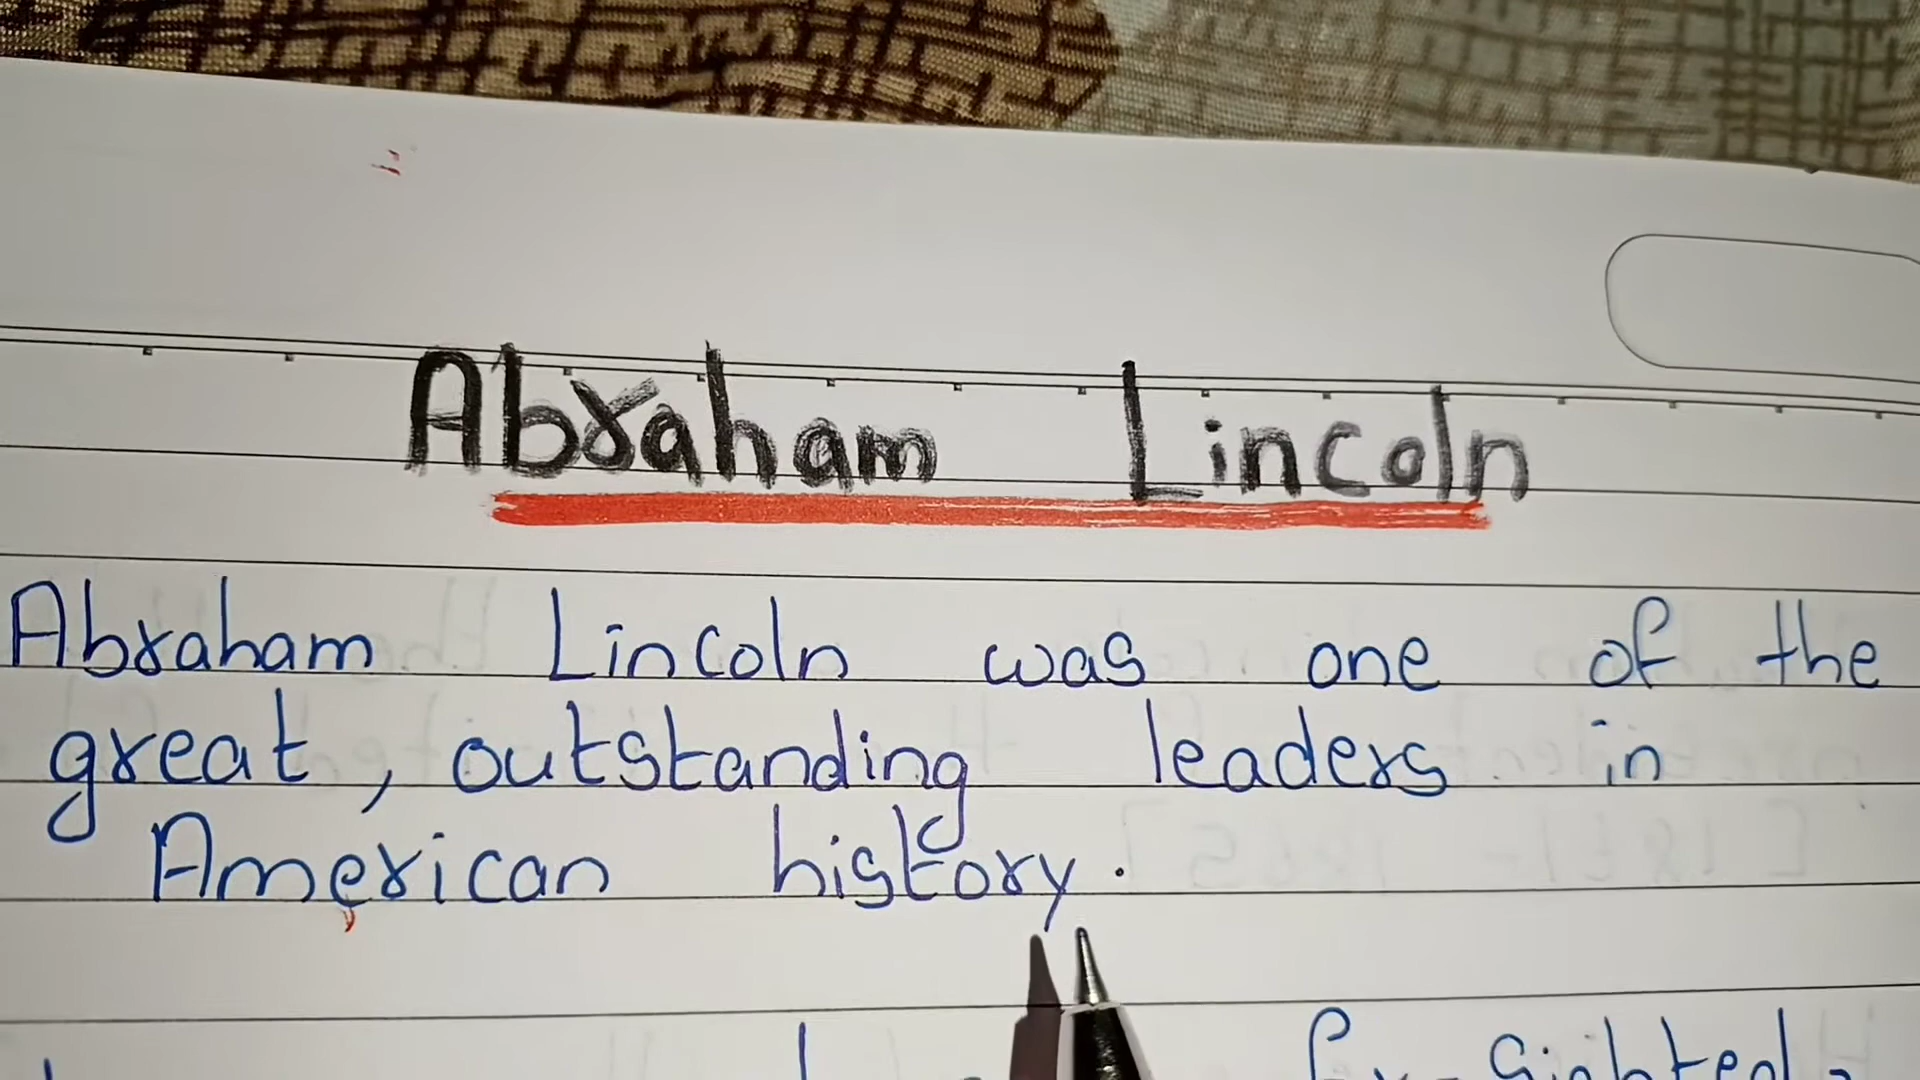 Abraham Lincoln
Abraham Lincoln was one of the
great, outstanding leaders in
American history.